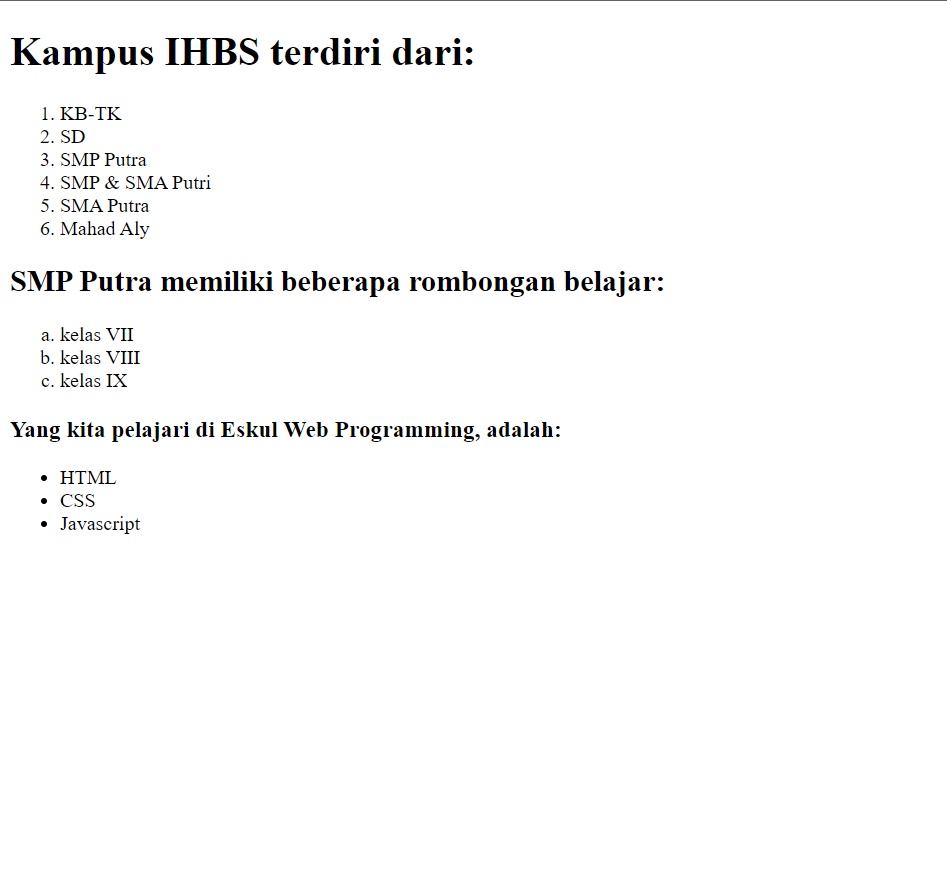 Kampus IHBS terdiri dari:
1. KB-TK
2. SD
3. SMP Putra
4. SMP & SMA Putri
5. SMA Putra
6. Mahad Aly
SMP Putra memiliki beberapa rombongan belajar:
a. kelas VII
b. kelas VIII
c. kelas IX
Yang kita pelajari di Eskul Web Programming, adalah:
• HTML
• CSS
• Javascript